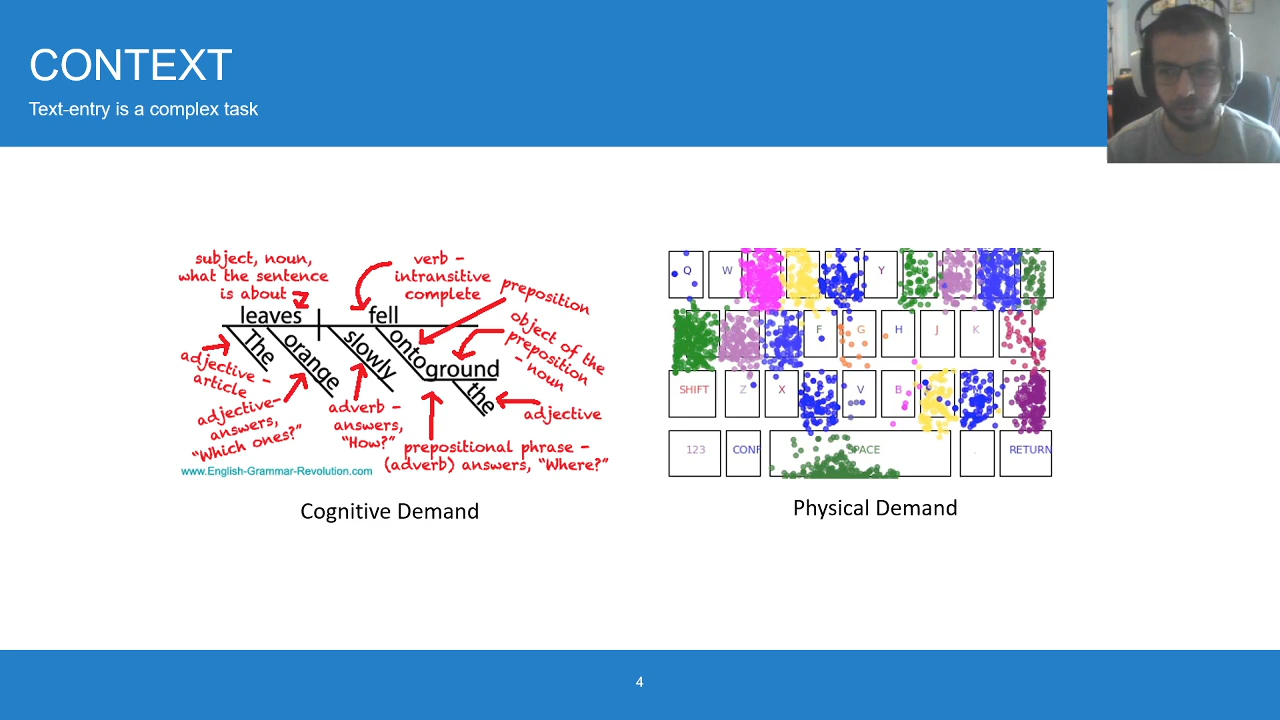 CONTEXT
Text-entry is a complex task
subject, noun,
what the sentence
is about
verb -
intransitive
complete
preposition
object of the
preposition
- noun
leaves
fell
The
orange
slowly
onto
ground
the
adjective -
article
adjective-
answers,
"Which ones?"
adverb -
answers,
"How?"
adjective
prepositional phrase -
(adverb) answers, "Where?"
www.English-Grammar-Revolution.com
Cognitive Demand
Q W Y
F G H J K
SHIFT Z X V B
123 CONF SPACE . RETURN
Physical Demand
4